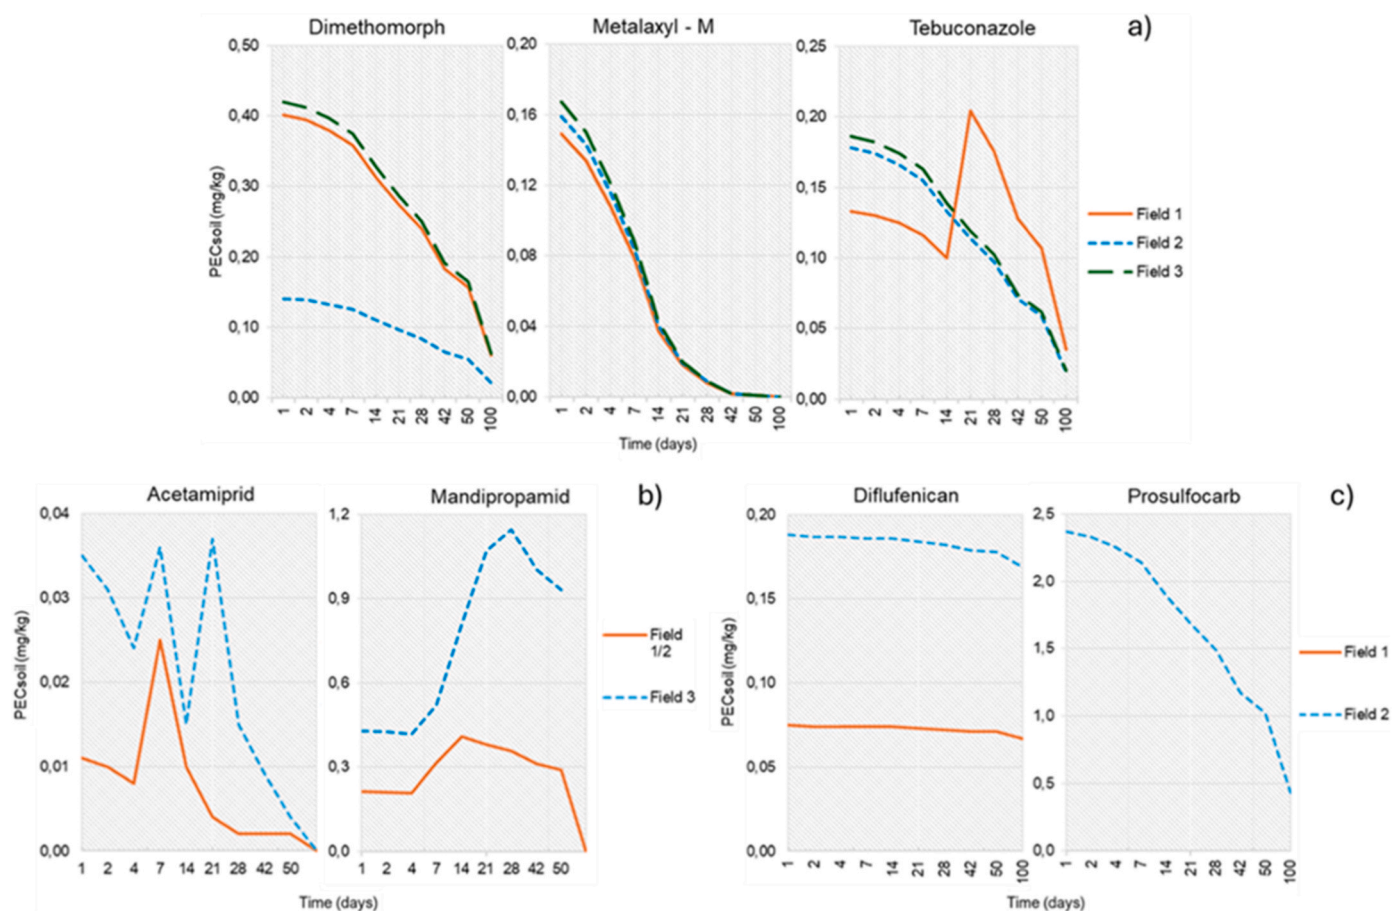 Dimethomorph
Metalaxyl - M
Tebuconazole
a)
PECsoil (mg/kg)
0,50
0,40
0,30
0,20
0,10
0,00
1 2 4 7 14 21 28 42 50 100
0,20
0,16
0,12
0,08
0,04
0,00
1 2 4 7 14 21 28 42 50 100
0,25
0,20
0,15
0,10
0,05
0,00
1 2 4 7 14 21 28 42 50 100
Time (days)
Field 1
Field 2
Field 3
Acetamiprid
Mandipropamid
b)
PECsoil (mg/kg)
0,04
0,03
0,03
0,02
0,02
0,01
0,01
0,00
0,00
1 2 4 7 14 21 28 42 50
1,2
0,9
0,6
0,3
0,0
1 2 4 7 14 21 28 42 50
Time (days)
Field
1/2
Field 3
Diflufenican
Prosulfocarb
c)
PECsoil (mg/kg)
0,20
0,15
0,10
0,05
0,00
1 2 4 7 14 21 28 42 50 100
2,5
2,0
1,5
1,0
0,5
0,0
1 2 4 7 14 21 28 42 50 100
Time (days)
Field 1
Field 2